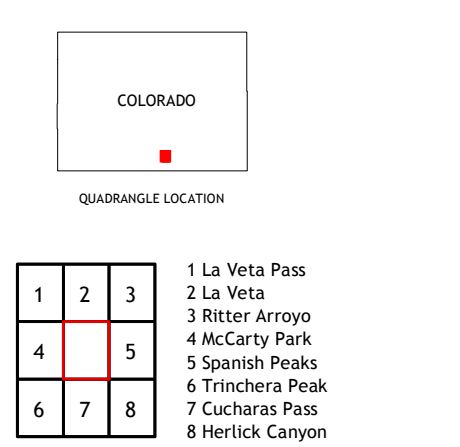 COLORADO
QUADRANGLE LOCATION
1 2 3
4 5
6 7 8
1 La Veta Pass
2 La Veta
3 Ritter Arroyo
4 McCarty Park
5 Spanish Peaks
6 Trinchera Peak
7 Cucharas Pass
8 Herlick Canyon